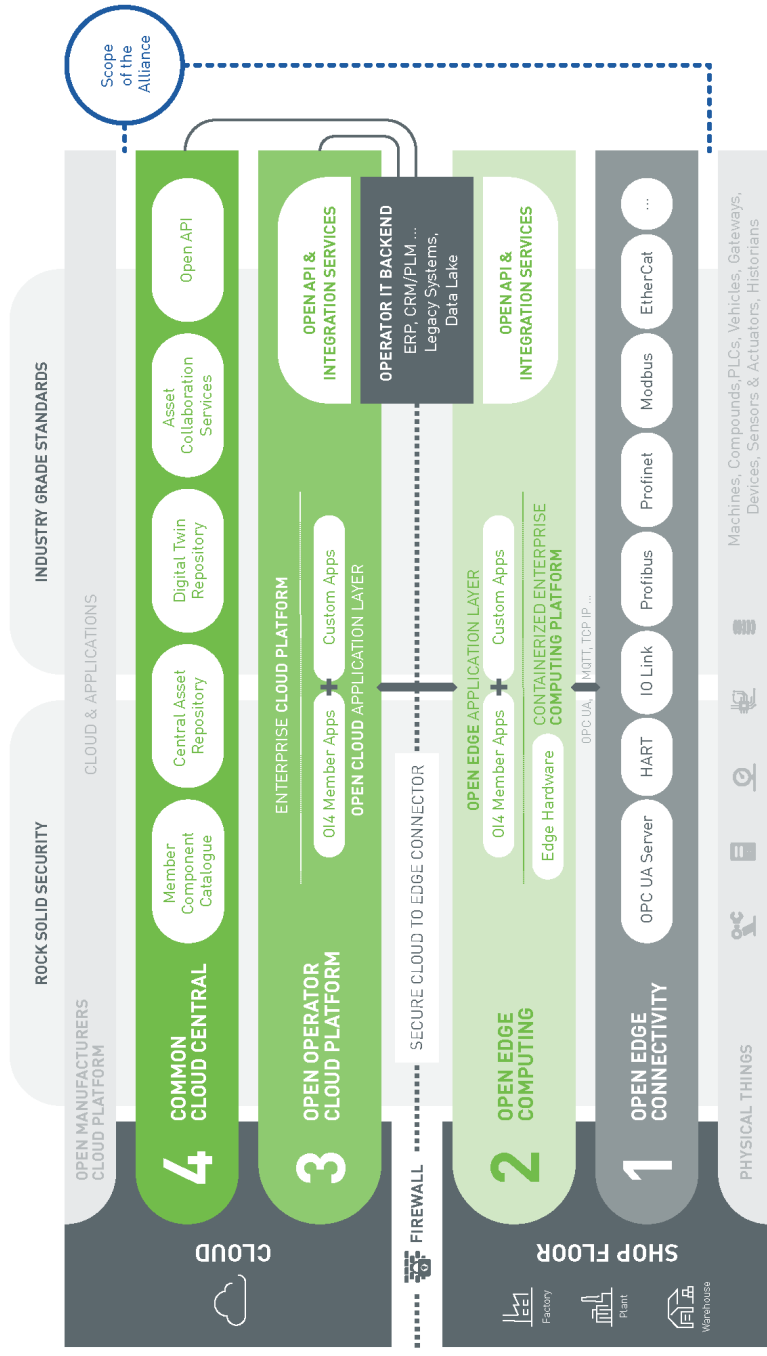 Scope
of the
Alliance
ROCK SOLID SECURITY
INDUSTRY GRADE STANDARDS
OPEN MANUFACTURERS
CLOUD PLATFORM
CLOUD & APPLICATIONS
CLOUD
4
COMMON
CLOUD CENTRAL
Member
Component
Catalogue
Central Asset
Repository
Digital Twin
Repository
Asset
Collaboration
Services
Open API
3
OPEN OPERATOR
CLOUD PLATFORM
ENTERPRISE CLOUD PLATFORM
OI4 Member Apps
Custom Apps
OPEN CLOUD APPLICATION LAYER
OPEN API &
INTEGRATION SERVICES
OPERATOR IT BACKEND
ERP, CRM/PLM ...
Legacy Systems,
Data Lake
FIREWALL
SECURE CLOUD TO EDGE CONNECTOR
SHOP FLOOR
Factory
Plant
Warehouse
2
OPEN EDGE
COMPUTING
OPEN EDGE APPLICATION LAYER
OI4 Member Apps
Custom Apps
Edge Hardware
CONTAINERIZED ENTERPRISE
COMPUTING PLATFORM
OPEN API &
INTEGRATION SERVICES
OPC UA, MQTT, TCP IP ...
1
OPEN EDGE
CONNECTIVITY
OPC UA Server
HART
IO Link
Profibus
Profinet
Modbus
EtherCat
...
PHYSICAL THINGS
Machines, Compounds,PLCs, Vehicles, Gateways,
Devices, Sensors & Actuators, Historians